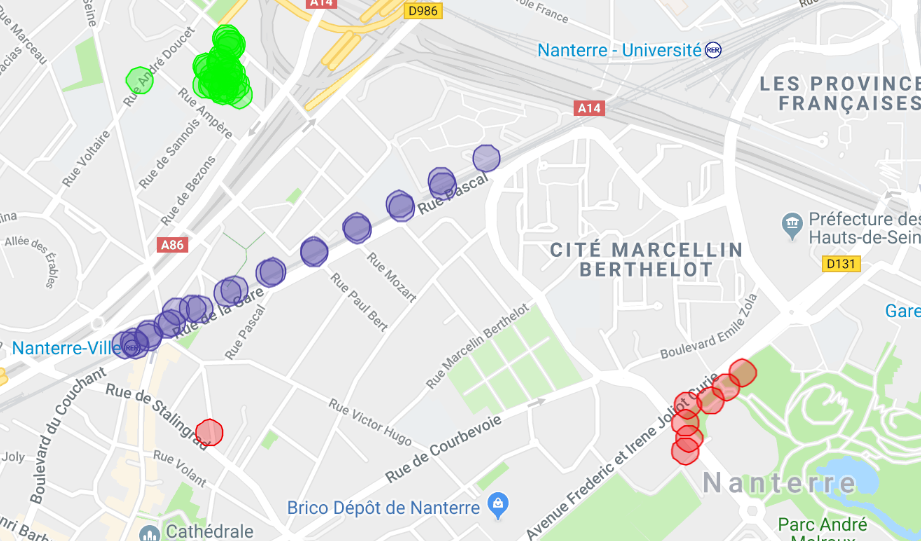 A14
D986
Rue Marceau
Rue André Doucet
Nanterre - Université
RER
LES PROVINCE
FRANÇAISES
A14
Rue Ampère
Rue Voltaire
Rue de Sannois
Rue de Bezons
Rue Pascal
Préfecture des
Hauts-de-Sein
Allée des Érables
A86
CITÉ MARCELLIN
BERTHELOT
D131
Rue Mozart
Rue Paul Bert
Rue de la Gare
Rue Pascal
Boulevard Emile Zola
Gare
Nanterre-Ville
Rue Marcelin Berthelot
Boulevard du Couchant
Rue de Stalingrad
Rue Victor Hugo
Rue de Courbevoie
Avenue Frederic et Irene Joliot Curie
Joly
Rue Volant
Nanterre
Brico Dépôt de Nanterre
Cathédrale
Parc André
Malraux